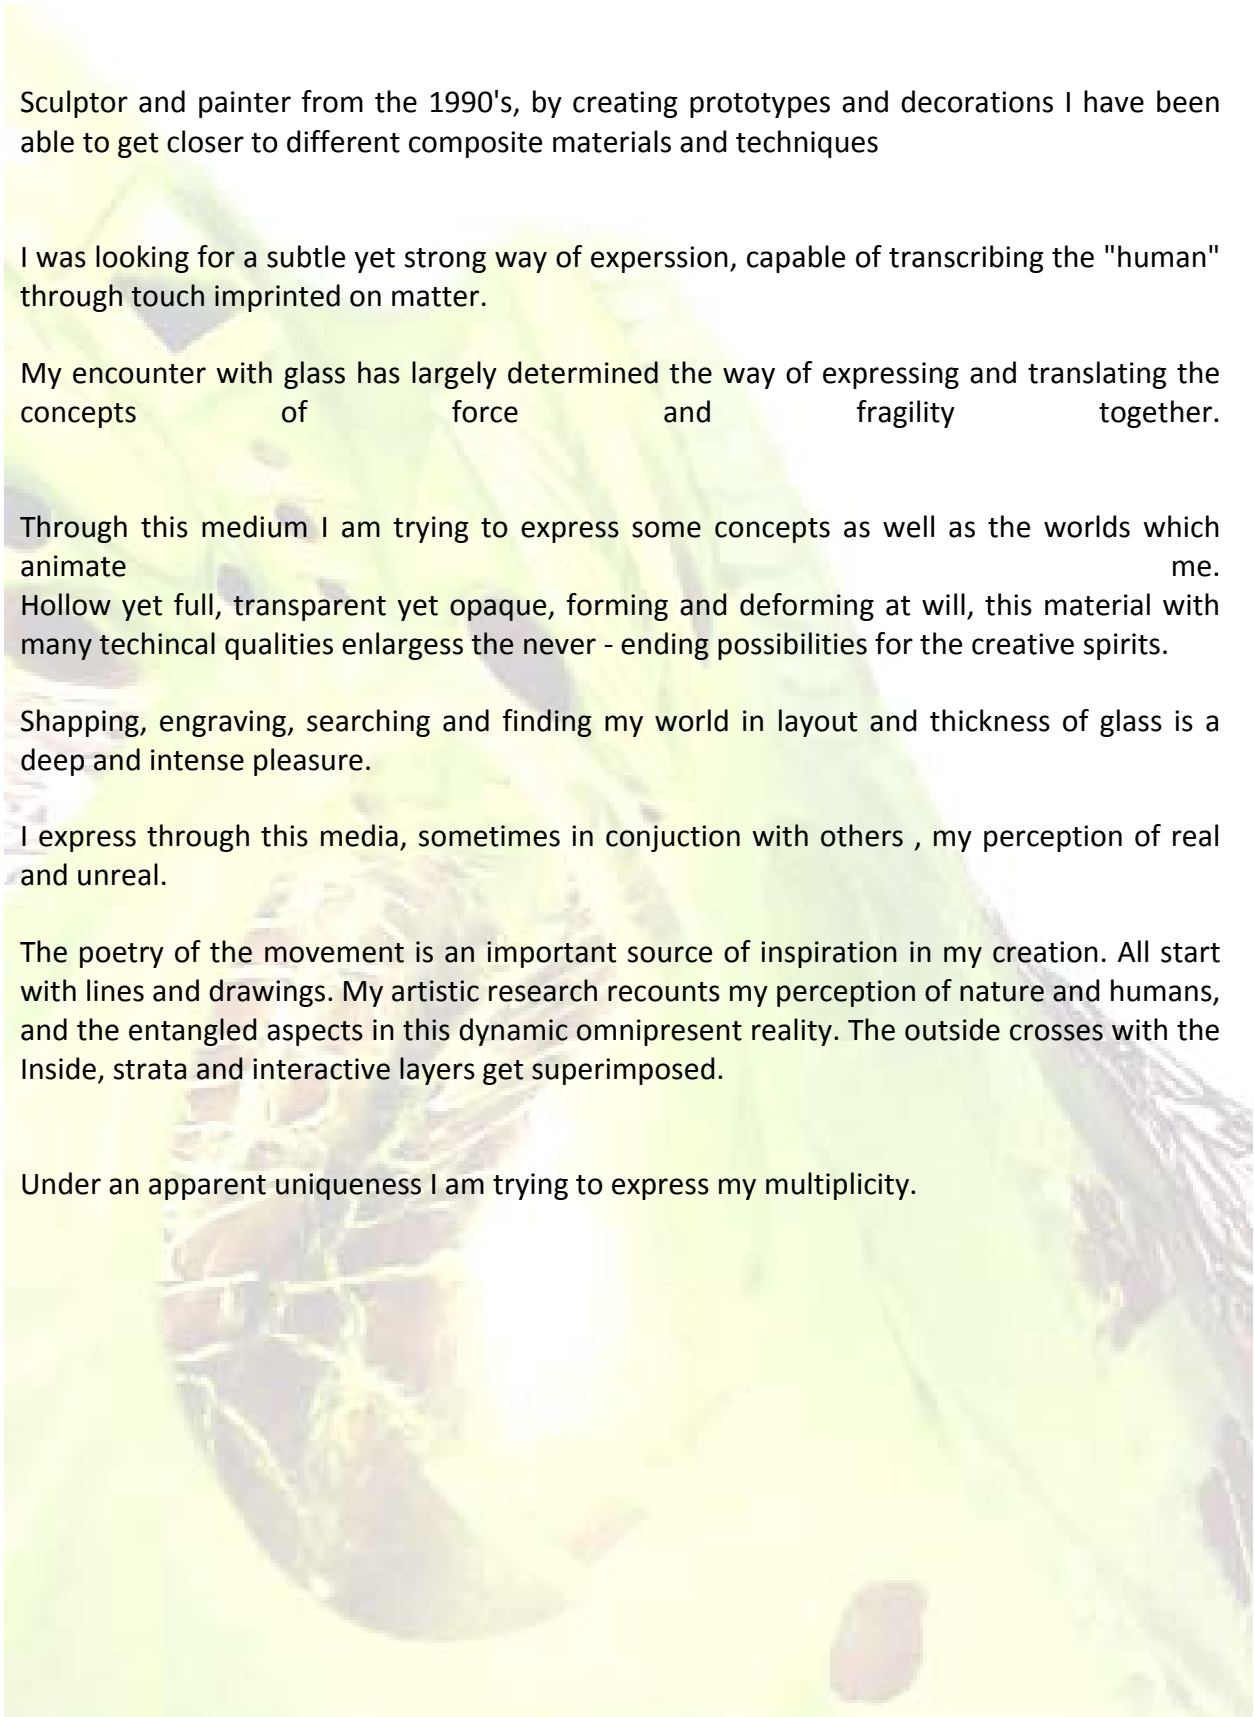 Sculptor and painter from the 1990's, by creating prototypes and decorations I have been
able to get closer to different composite materials and techniques
I was looking for a subtle yet strong way of experssion, capable of transcribing the "human"
through touch imprinted on matter.
My encounter with glass has largely determined the way of expressing and translating the
concepts of force and fragility together.
Through this medium I am trying to express some concepts as well as the worlds which
animate me.
Hollow yet full, transparent yet opaque, forming and deforming at will, this material with
many techincal qualities enlargess the never - ending possibilities for the creative spirits.
Shapping, engraving, searching and finding my world in layout and thickness of glass is a
deep and intense pleasure.
I express through this media, sometimes in conjuction with others , my perception of real
and unreal.
The poetry of the movement is an important source of inspiration in my creation. All start
with lines and drawings. My artistic research recounts my perception of nature and humans,
and the entangled aspects in this dynamic omnipresent reality. The outside crosses with the
Inside, strata and interactive layers get superimposed.
Under an apparent uniqueness I am trying to express my multiplicity.